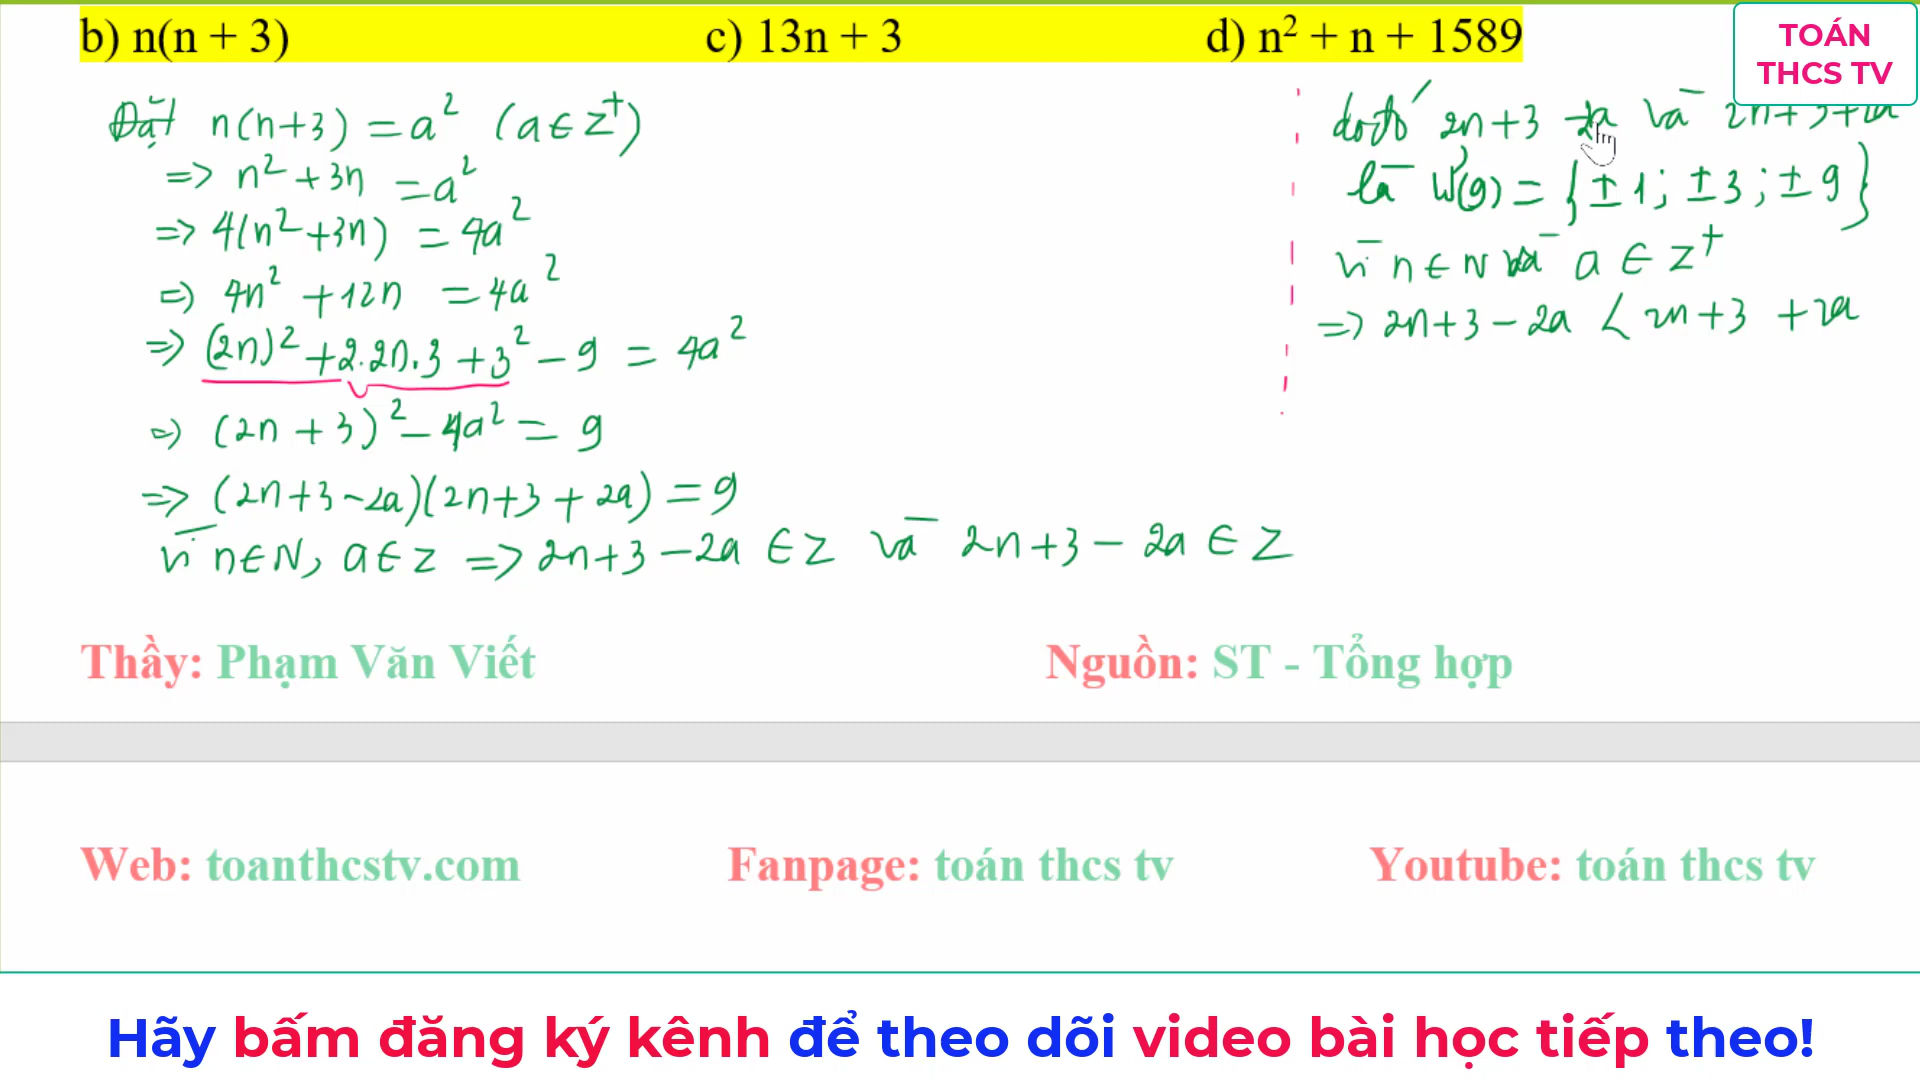 b) n(n + 3) c) 13n + 3 d) n² + n + 1589
TOÁN
THCS TV
Đặt n(n+3) = a² (a ∈ Z⁺)
=> n² + 3n = a²
=> 4(n² + 3n) = 4a²
=> 4n² + 12n = 4a²
=> (2n)² + 2.2n.3 + 3² - 9 = 4a²
=> (2n + 3)² - 4a² = 9
=> (2n+3-2a)(2n+3+2a) = 9
vì n∈N, a∈Z => 2n+3-2a ∈ Z và 2n+3-2a ∈ Z
do đó 2n+3-2a và 2n+3+2a
là Ư(9) = {±1; ±3; ±9}
vì n∈N và a ∈ Z⁺
=> 2n+3-2a < 2n+3+2a
Thầy: Phạm Văn Viết Nguồn: ST - Tổng hợp
Web: toanthcstv.com Fanpage: toán thcs tv Youtube: toán thcs tv
Hãy bấm đăng ký kênh để theo dõi video bài học tiếp theo!